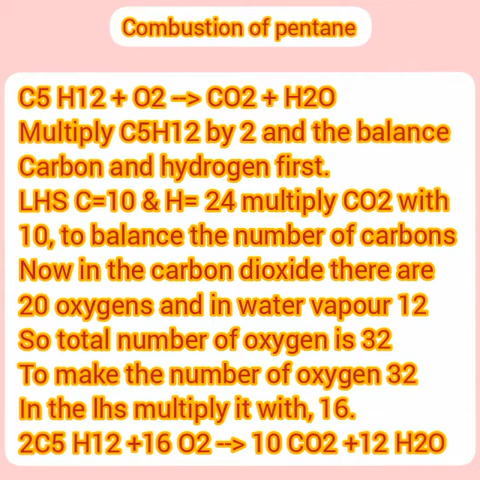 Combustion of pentane
C5 H12 + O2 --> CO2 + H2O
Multiply C5H12 by 2 and the balance
Carbon and hydrogen first.
LHS C=10 & H= 24 multiply CO2 with
10, to balance the number of carbons
Now in the carbon dioxide there are
20 oxygens and in water vapour 12
So total number of oxygen is 32
To make the number of oxygen 32
In the lhs multiply it with, 16.
2C5 H12 +16 O2 --> 10 CO2 +12 H2O